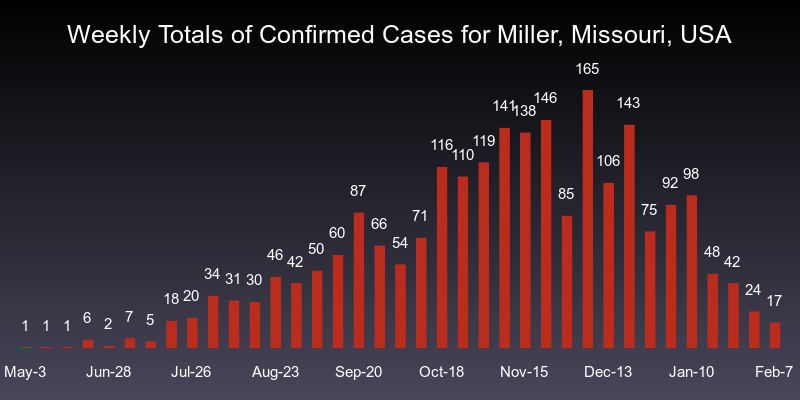 Weekly Totals of Confirmed Cases for Miller, Missouri, USA
1 1 1 6 2 7 5 18 20 34 31 30 46 42 50 60 87 66 54 71 116 110 119 141 138 146 85 165 106 143 75 92 98 48 42 24 17
May-3 Jun-28 Jul-26 Aug-23 Sep-20 Oct-18 Nov-15 Dec-13 Jan-10 Feb-7